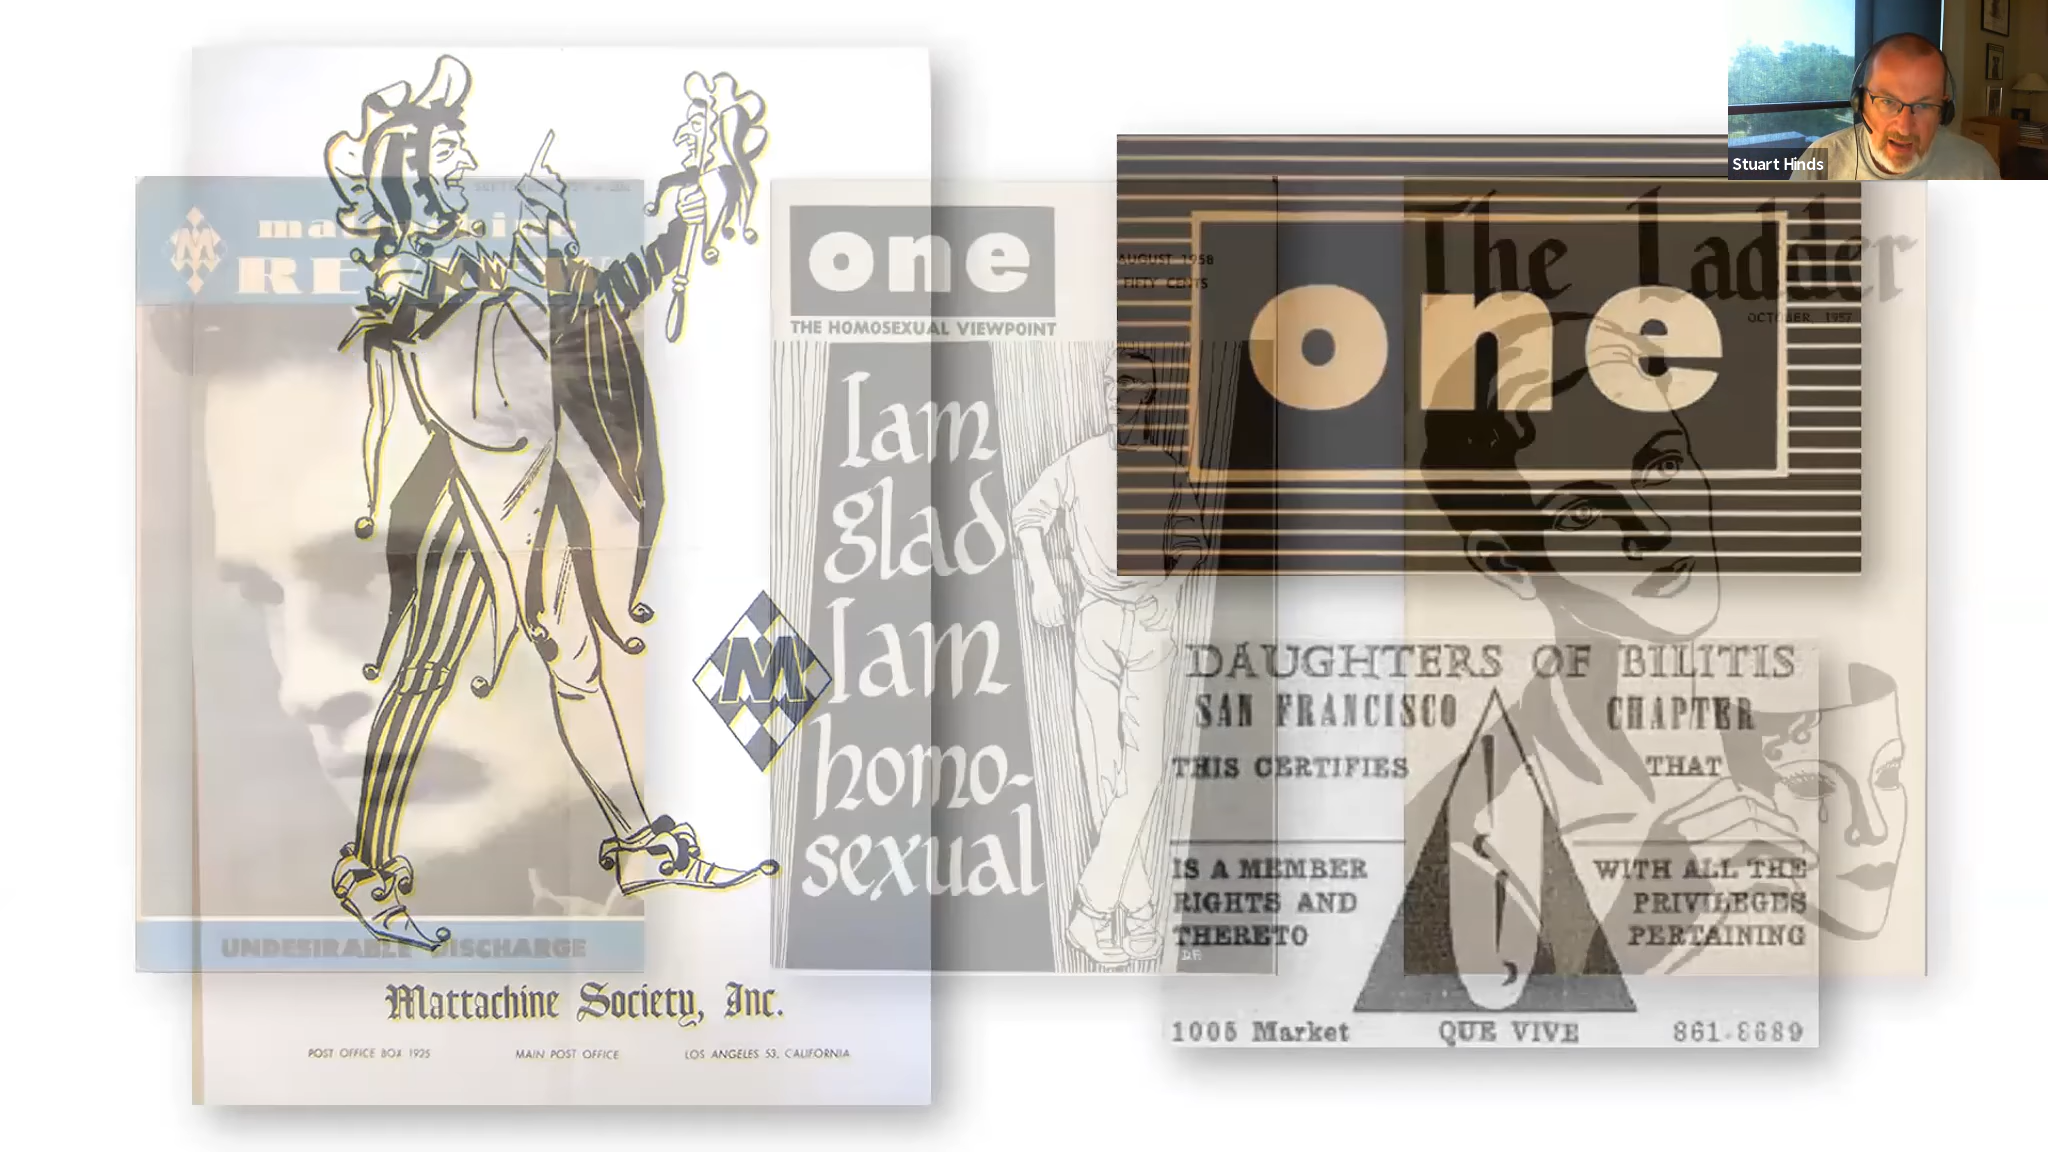 Stuart Hinds
mattachine
REVIEW
M
UNDESIRABLE DISCHARGE
M
Mattachine Society, Inc.
POST OFFICE BOX 1925 MAIN POST OFFICE LOS ANGELES 53, CALIFORNIA
one
THE HOMOSEXUAL VIEWPOINT
I am
glad
I am
homo-
sexual
AUGUST 1958
FIFTY CENTS
one
The Ladder
OCTOBER, 1957
DAUGHTERS OF BILITIS
SAN FRANCISCO CHAPTER
THIS CERTIFIES THAT
IS A MEMBER WITH ALL THE
RIGHTS AND PRIVILEGES
THERETO PERTAINING
1005 Market QUE VIVE 861-8689